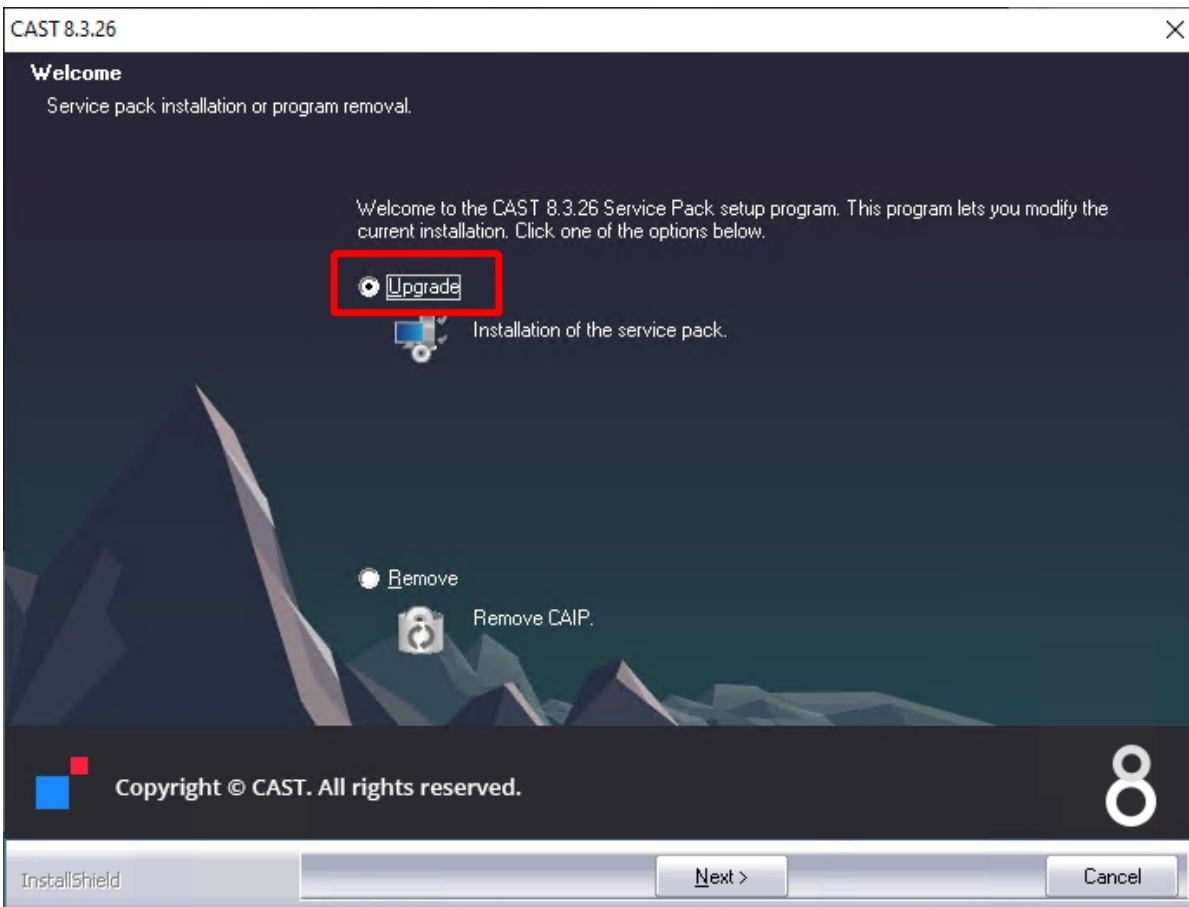 CAST 8.3.26
Welcome
Service pack installation or program removal.
Welcome to the CAST 8.3.26 Service Pack setup program. This program lets you modify the
current installation. Click one of the options below.
Upgrade
Installation of the service pack.
Remove
Remove CAIP.
Copyright © CAST. All rights reserved.
8
InstallShield
Next >
Cancel